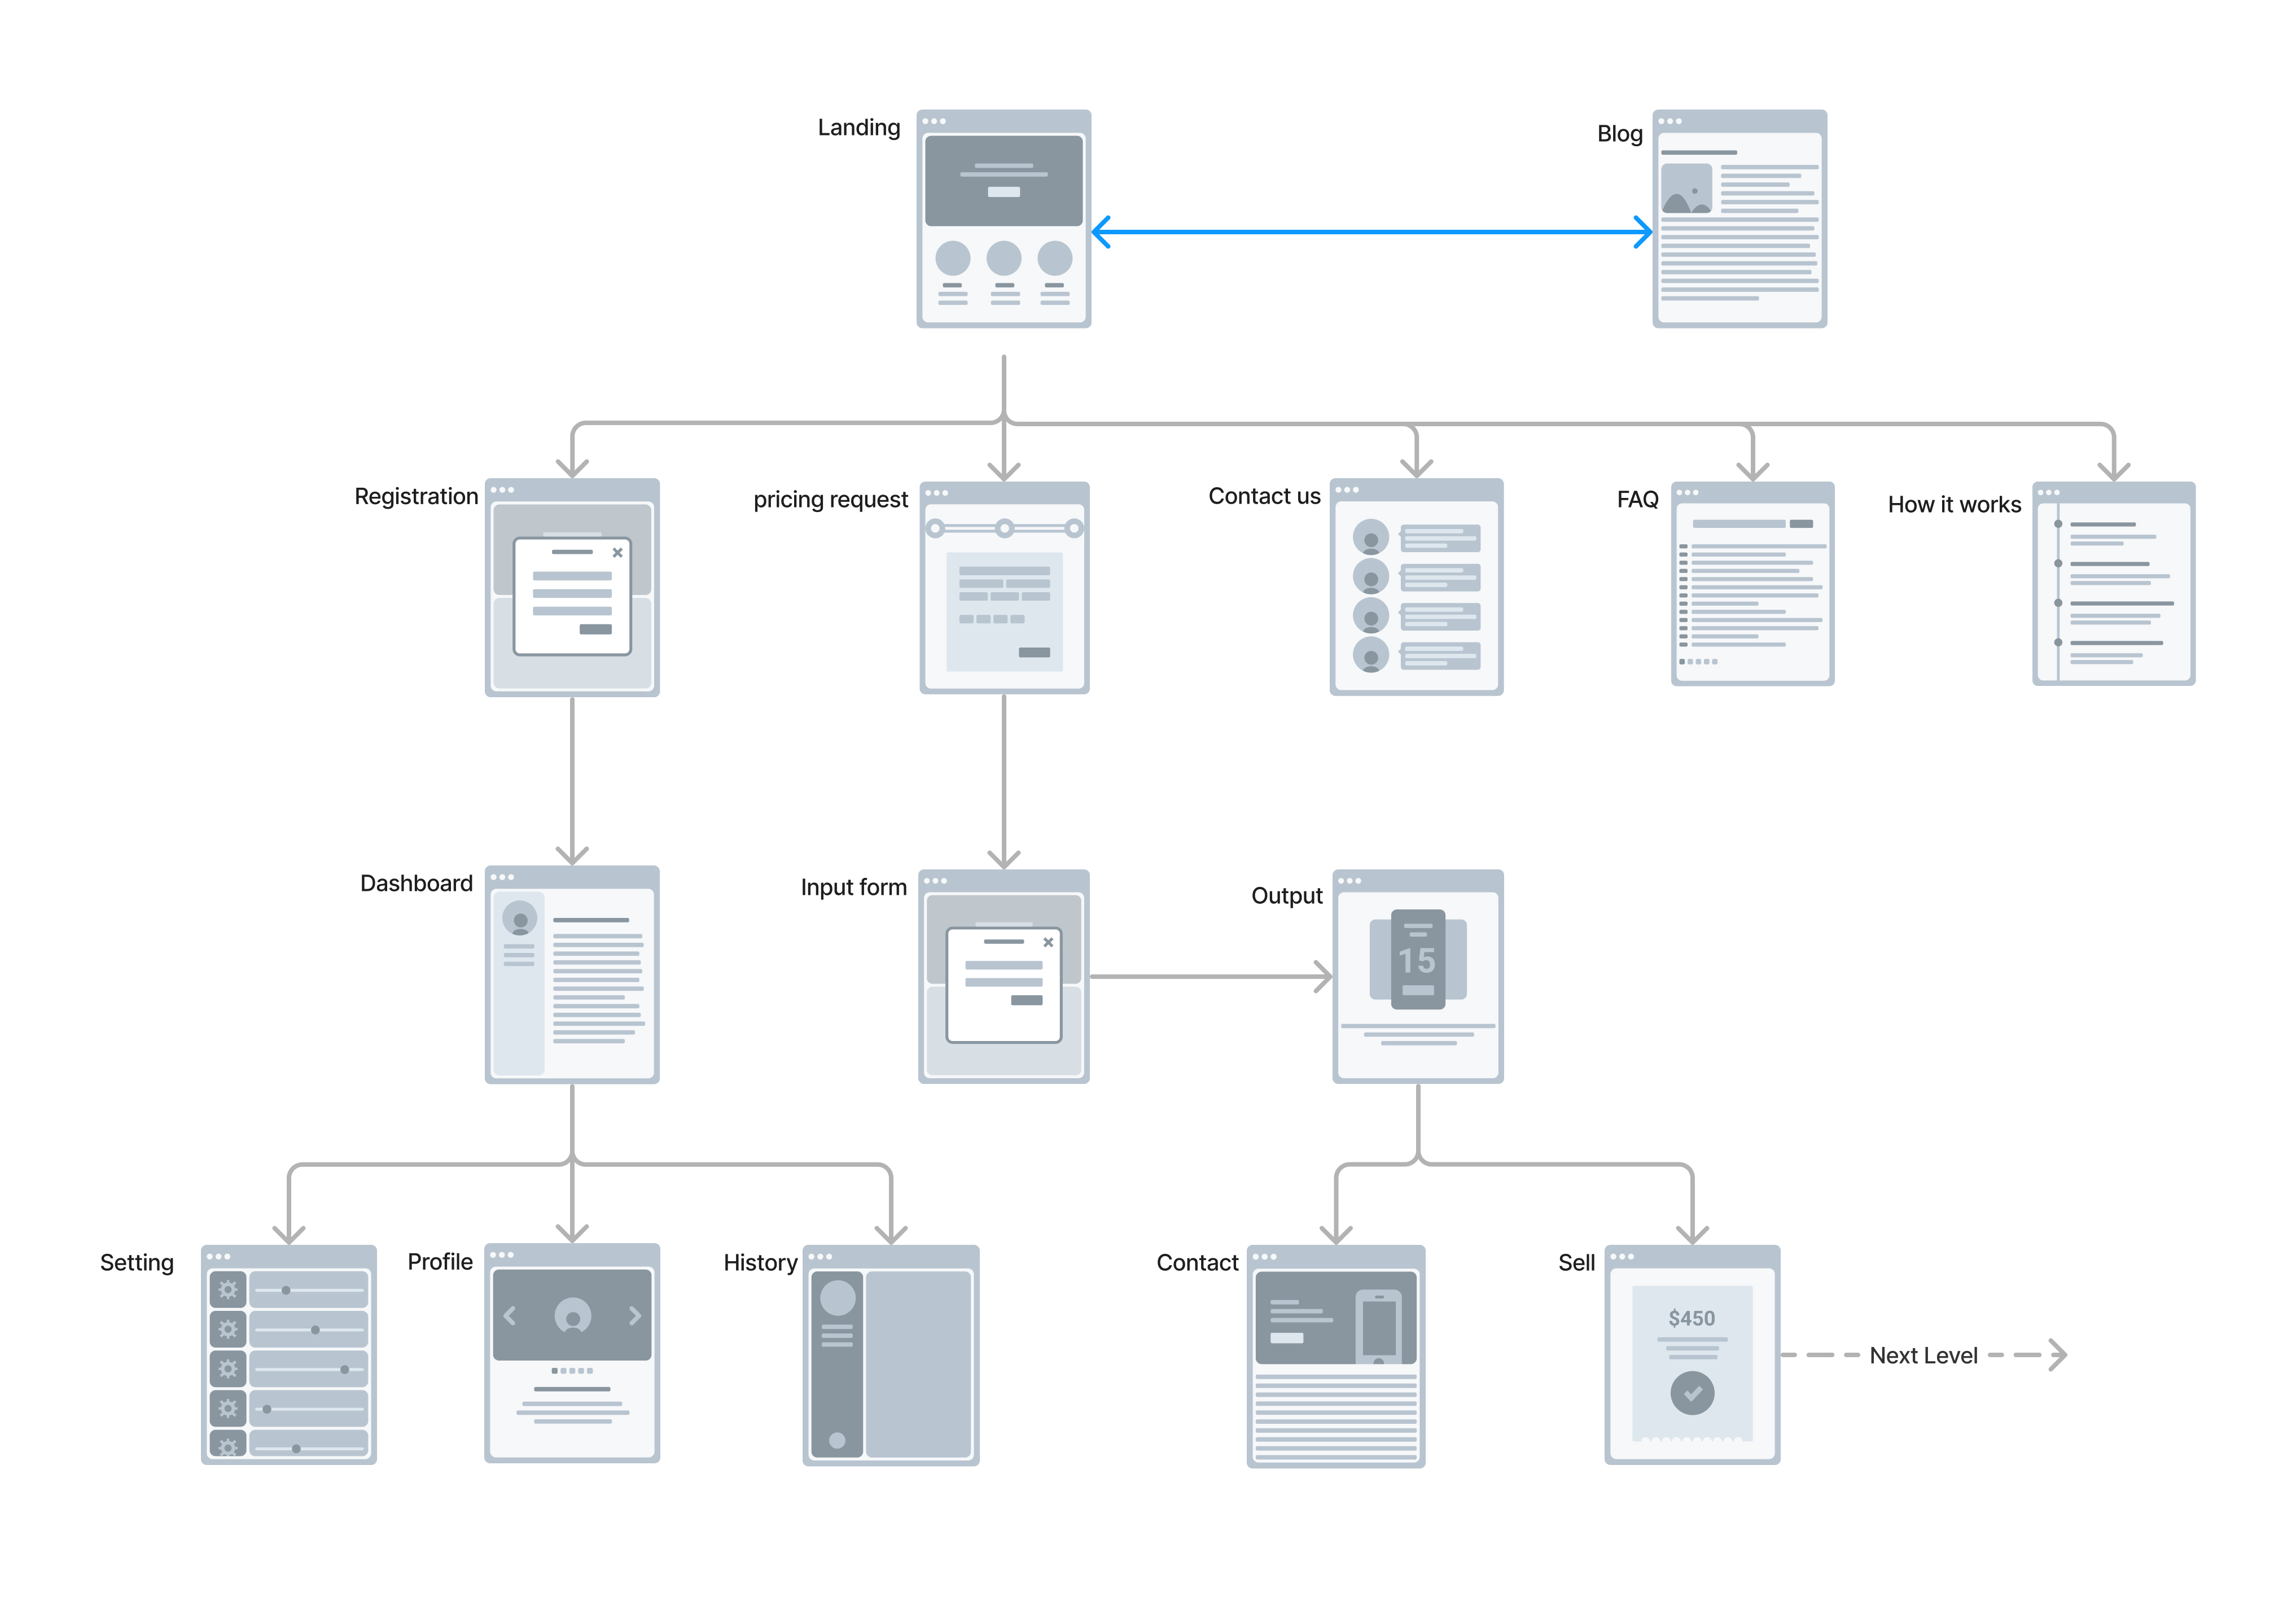 Landing
Blog
Registration
pricing request
Contact us
FAQ
How it works
Dashboard
Input form
Output
15
Setting
Profile
History
Contact
Sell
$450
Next Level